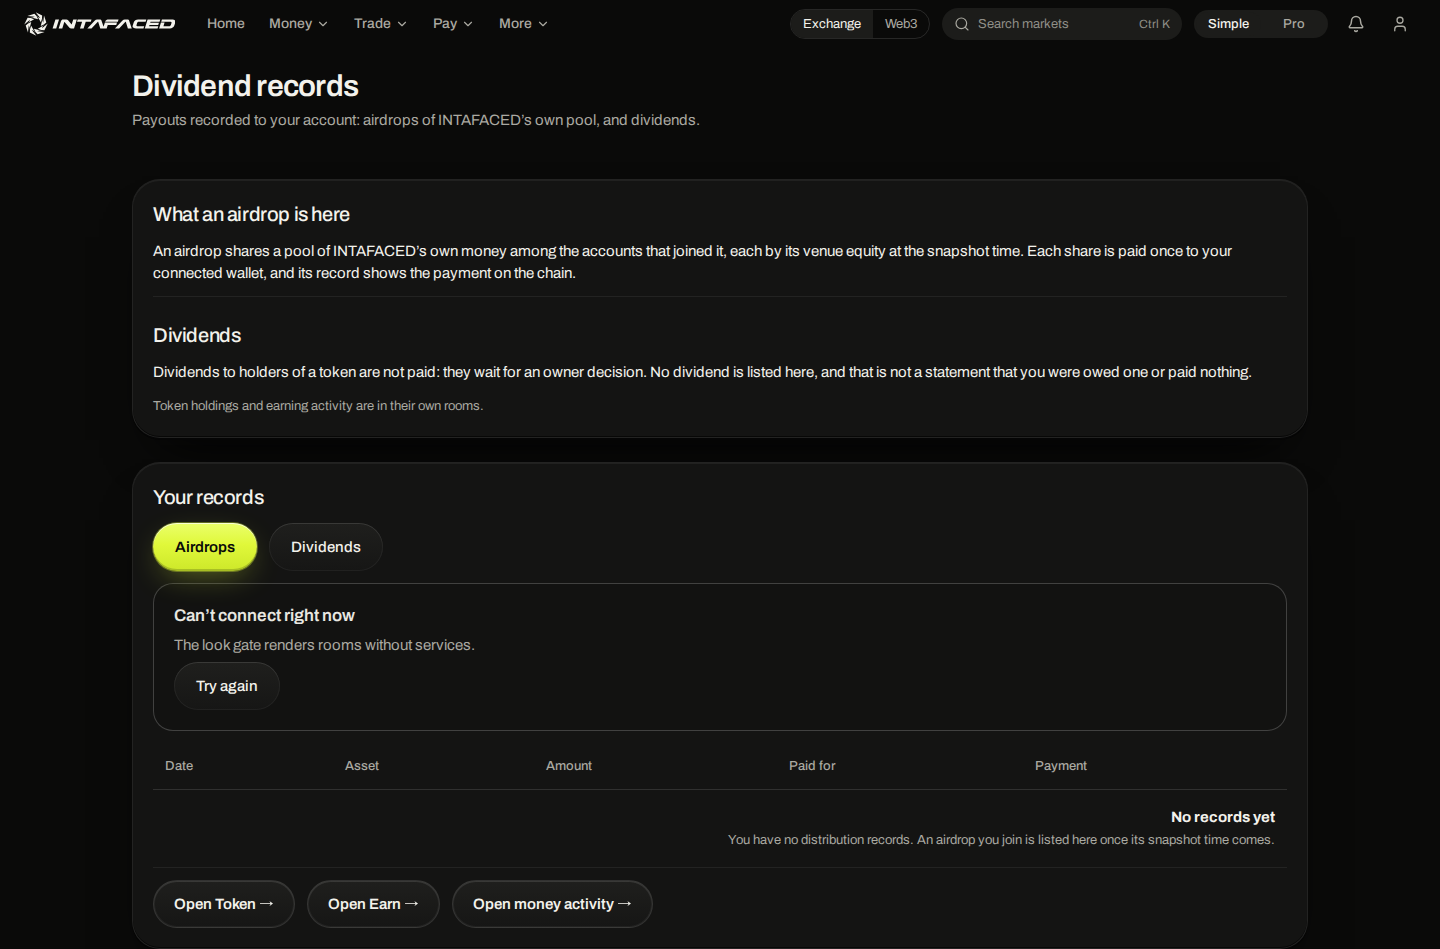 INTAFACED
Home
Money
Trade
Pay
More
Exchange
Web3
Search markets
Ctrl K
Simple
Pro
Dividend records
Payouts recorded to your account: airdrops of INTAFACED’s own pool, and dividends.
What an airdrop is here
An airdrop shares a pool of INTAFACED’s own money among the accounts that joined it, each by its venue equity at the snapshot time. Each share is paid once to your
connected wallet, and its record shows the payment on the chain.
Dividends
Dividends to holders of a token are not paid: they wait for an owner decision. No dividend is listed here, and that is not a statement that you were owed one or paid nothing.
Token holdings and earning activity are in their own rooms.
Your records
Airdrops
Dividends
Can’t connect right now
The look gate renders rooms without services.
Try again
Date
Asset
Amount
Paid for
Payment
No records yet
You have no distribution records. An airdrop you join is listed here once its snapshot time comes.
Open Token →
Open Earn →
Open money activity →